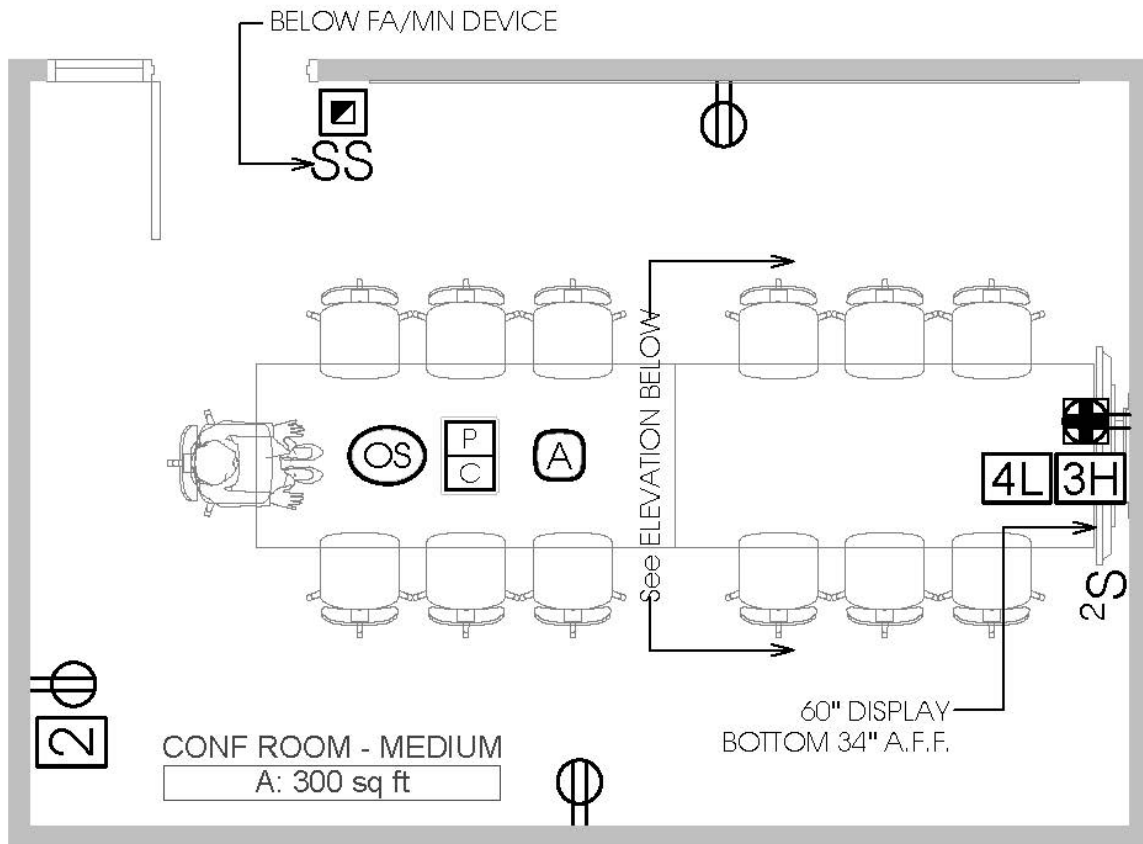 BELOW FA/MN DEVICE
SS
See ELEVATION BELOW
OS
P
C
A
4L
3H
2S
60" DISPLAY
BOTTOM 34" A.F.F.
2
CONF ROOM - MEDIUM
A: 300 sq ft